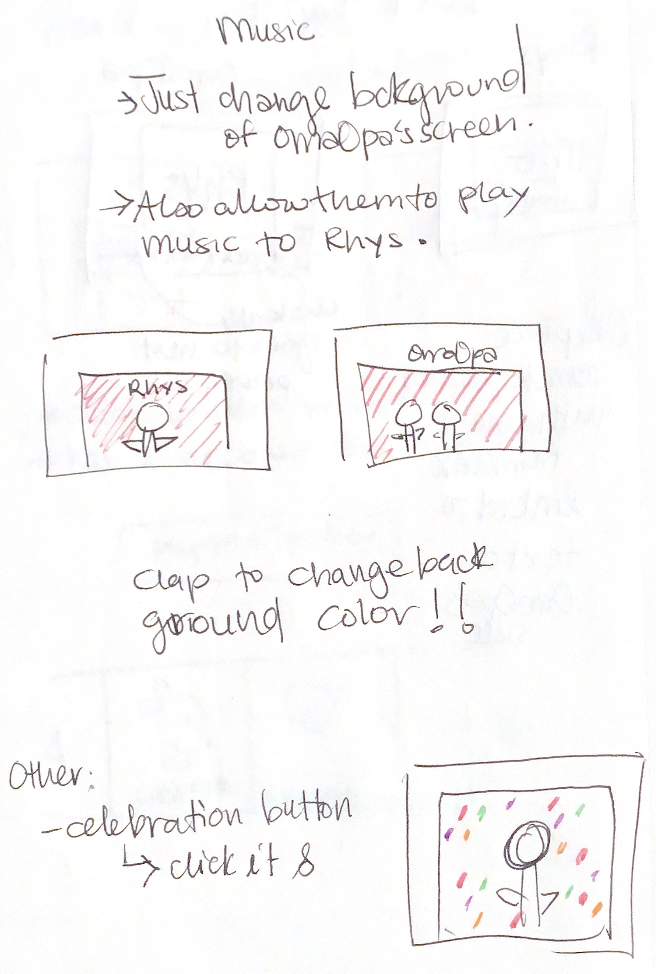 Music
→ Just change bckground
of OmaOpa's screen.
→ Also allow them to play
music to Rhys.
Rhys
OmaOpa
clap to change back
ground color!!
Other:
- celebration button
↳ click it &